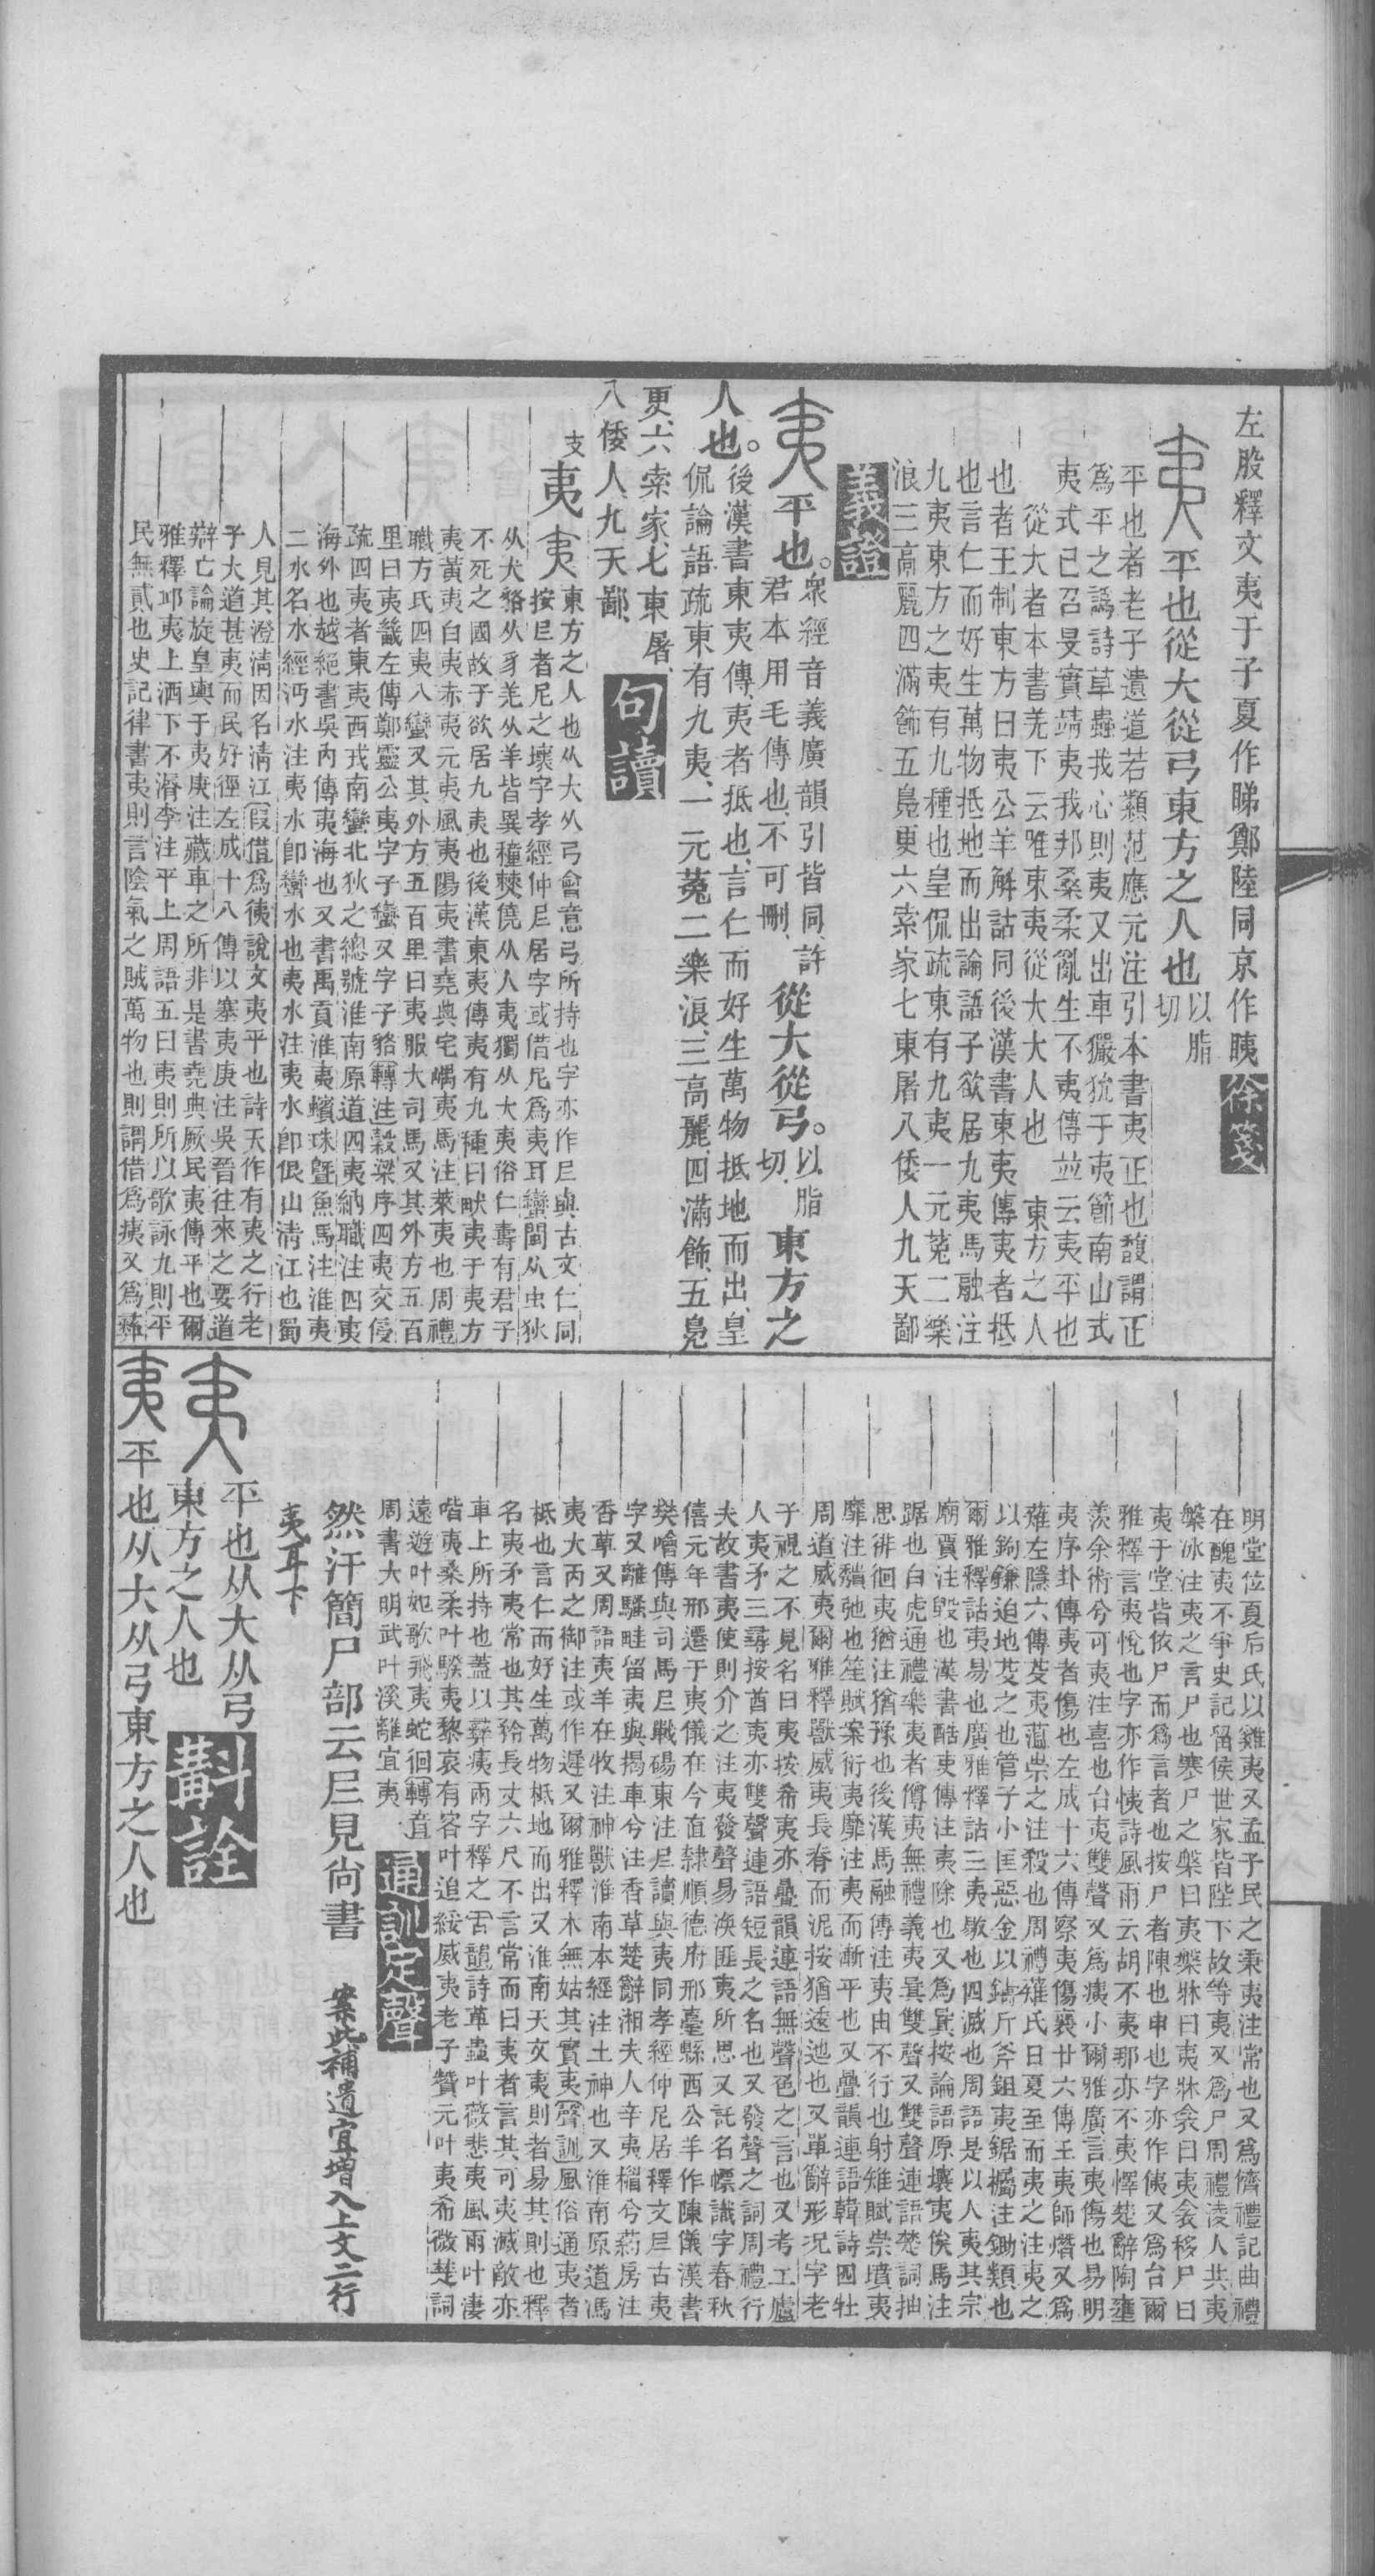 左股釋文夷于子夏作睇鄭陸同京作眱 徐箋
夷 平也從大從弓東方之人也 以脂切
平也者老子遺道若纇范應元注引本書夷正也馥謂正
爲平之譌詩草蟲我心則夷又出車玁狁于夷節南山式
夷式已召旻實靖夷我邦桑柔亂生不夷傳並云夷平也
從大者本書羌下云唯東夷從大大人也 東方之人
也者王制東方曰夷公羊解詁同後漢書東夷傳夷者抵
也言仁而好生萬物抵地而出論語子欲居九夷馬融注
九夷東方之夷有九種也皇侃疏東有九夷一元菟二樂
浪三高麗四滿飾五鳧更六索家七東屠八倭人九天鄙
義證
夷 平也。 衆經音義廣韻引皆同、許
君本用毛傳也、不可刪、 從大從弓。 以脂切、 東方之
人也。 後漢書東夷傳、夷者抵也、言仁而好生萬物抵地而出、皇
侃論語疏東有九夷、一元菟二樂浪、三高麗、四滿飾、五鳧
更、六索家、七東屠、
八倭人、九天鄙、 句讀
支 夷 夷 東方之人也从大从弓會意弓所持也字亦作𡰥與古文仁同
按𡰥者尼之壞字孝經仲𡰥居字或借尼爲夷耳蠻閩从虫狄
从犬貉从豸羌从羊皆異種僰僥从人夷獨从大夷俗仁壽有君子
不死之國故子欲居九夷也後漢東夷傳夷有九種曰畎夷于夷方
夷黃夷白夷赤夷元夷風夷陽夷書堯典宅嵎夷馬注萊夷也周禮
職方氏四夷八蠻又其外方五百里曰夷服大司馬又其外方五百
里曰夷畿左傳鄭靈公夷字子蠻又字子貉轉注穀梁序四夷交侵
疏四夷者東夷西戎南蠻北狄之總號淮南原道四夷納職注四夷
海外也越絕書吳內傳夷海也又書禹貢淮夷蠙珠曁魚馬注淮夷
二水名水經沔水注夷水卽蠻水也夷水注夷水卽佷山淸江也蜀
人見其澄淸因名淸江假借爲徺說文夷平也詩天作有夷之行老
子大道甚夷而民好徑左成十八傳以塞夷庚注吳晉往來之要道
辯亡論旋皇輿于夷庚注藏車之所非是書堯典厥民夷傳平也爾
雅釋邱夷上洒下不漘李注平上周語五曰夷則所以歌詠九則平
民無貳也史記律書夷則言陰氣之賊萬物也則謂借爲痍又爲彝
明堂位夏后氏以雞夷又孟子民之秉夷注常也又爲儕禮記曲禮
在醜夷不爭史記留侯世家皆陛下故等夷又爲尸周禮凌人共夷
槃冰注夷之言尸也寒尸之槃曰夷槃牀曰夷牀衾曰夷衾移尸曰
夷于堂皆依尸而爲言者也按尸者陳也申也字亦作侇又爲台爾
雅釋言夷悅也字亦作恞詩風雨云胡不夷那亦不夷懌楚辭陶壅
羨余術兮可夷注喜也台夷雙聲又爲痍小爾雅廣言夷傷也易明
夷序卦傳夷者傷也左成十六傳察夷傷襄廿六傳王夷師熸又爲
薙左隱六傳芟夷薀崇之注殺也周禮薙氏日夏至而夷之注夷之
以鉤鐮迫地芟之也管子小匡惡金以鑄斤斧鉏夷鋸欘注鋤類也
爾雅釋詁夷易也廣雅釋詁三夷敡也四滅也周語是以人夷其宗
廟賈注毀也漢書酷吏傳注夷除也又爲㠱按論語原壤夷俟馬注
踞也白虎通禮樂夷者僔夷無禮義夷㠱雙聲又雙聲連語楚詞抽
思徘徊夷猶注猶豫也後漢馬融傳注夷由不行也射雉賦崇墳夷
靡注穨弛也笙賦案衍夷靡注夷而漸平也又疊韻連語韓詩四牡
周道威夷爾雅釋獸威夷長脊而泥按猶逶迆也又單辭形況字老
子視之不見名曰夷按希夷亦疊韻連語無聲色之言也又考工廬
人夷矛三尋按酋夷亦雙聲連語短長之名也又發聲之詞周禮行
夫故書夷使則介之注夷發聲易渙匪夷所思又託名幖識字春秋
僖元年邢遷于夷儀在今直隸順德府邢臺縣西公羊作陳儀漢書
樊噲傳與司馬𡰥戰碭東注𡰥讀與夷同孝經仲尼居釋文𡰥古夷
字又離騷畦留夷與揭車兮注香草楚辭湘夫人辛夷楣兮葯房注
香草又周語夷羊在牧注神獸淮南本經注土神也又淮南原道馮
夷大丙之御注或作遲又爾雅釋木無姑其實夷聲訓風俗通夷者
柢也言仁而好生萬物柢地而出又淮南天文夷則者易其則也釋
名夷矛夷常也其矜長丈六尺不言常而曰夷者言其可夷滅敵亦
車上所持也蓋以彝痍兩字釋之古韻詩草蟲叶薇悲夷風雨叶凄
喈夷桑柔叶騤夷黎哀有客叶追綏威夷老子贊元叶夷希微楚詞
遠遊叶妃歌飛夷蛇徊轉音
周書大明武叶溪離宜夷 通訓定聲
然汗簡尸部云𡰥見尚書 案此補遺宜增入上文二行
夷耳下
夷 平也从大从弓
東方之人也 斠詮
夷 平也从大从弓東方之人也